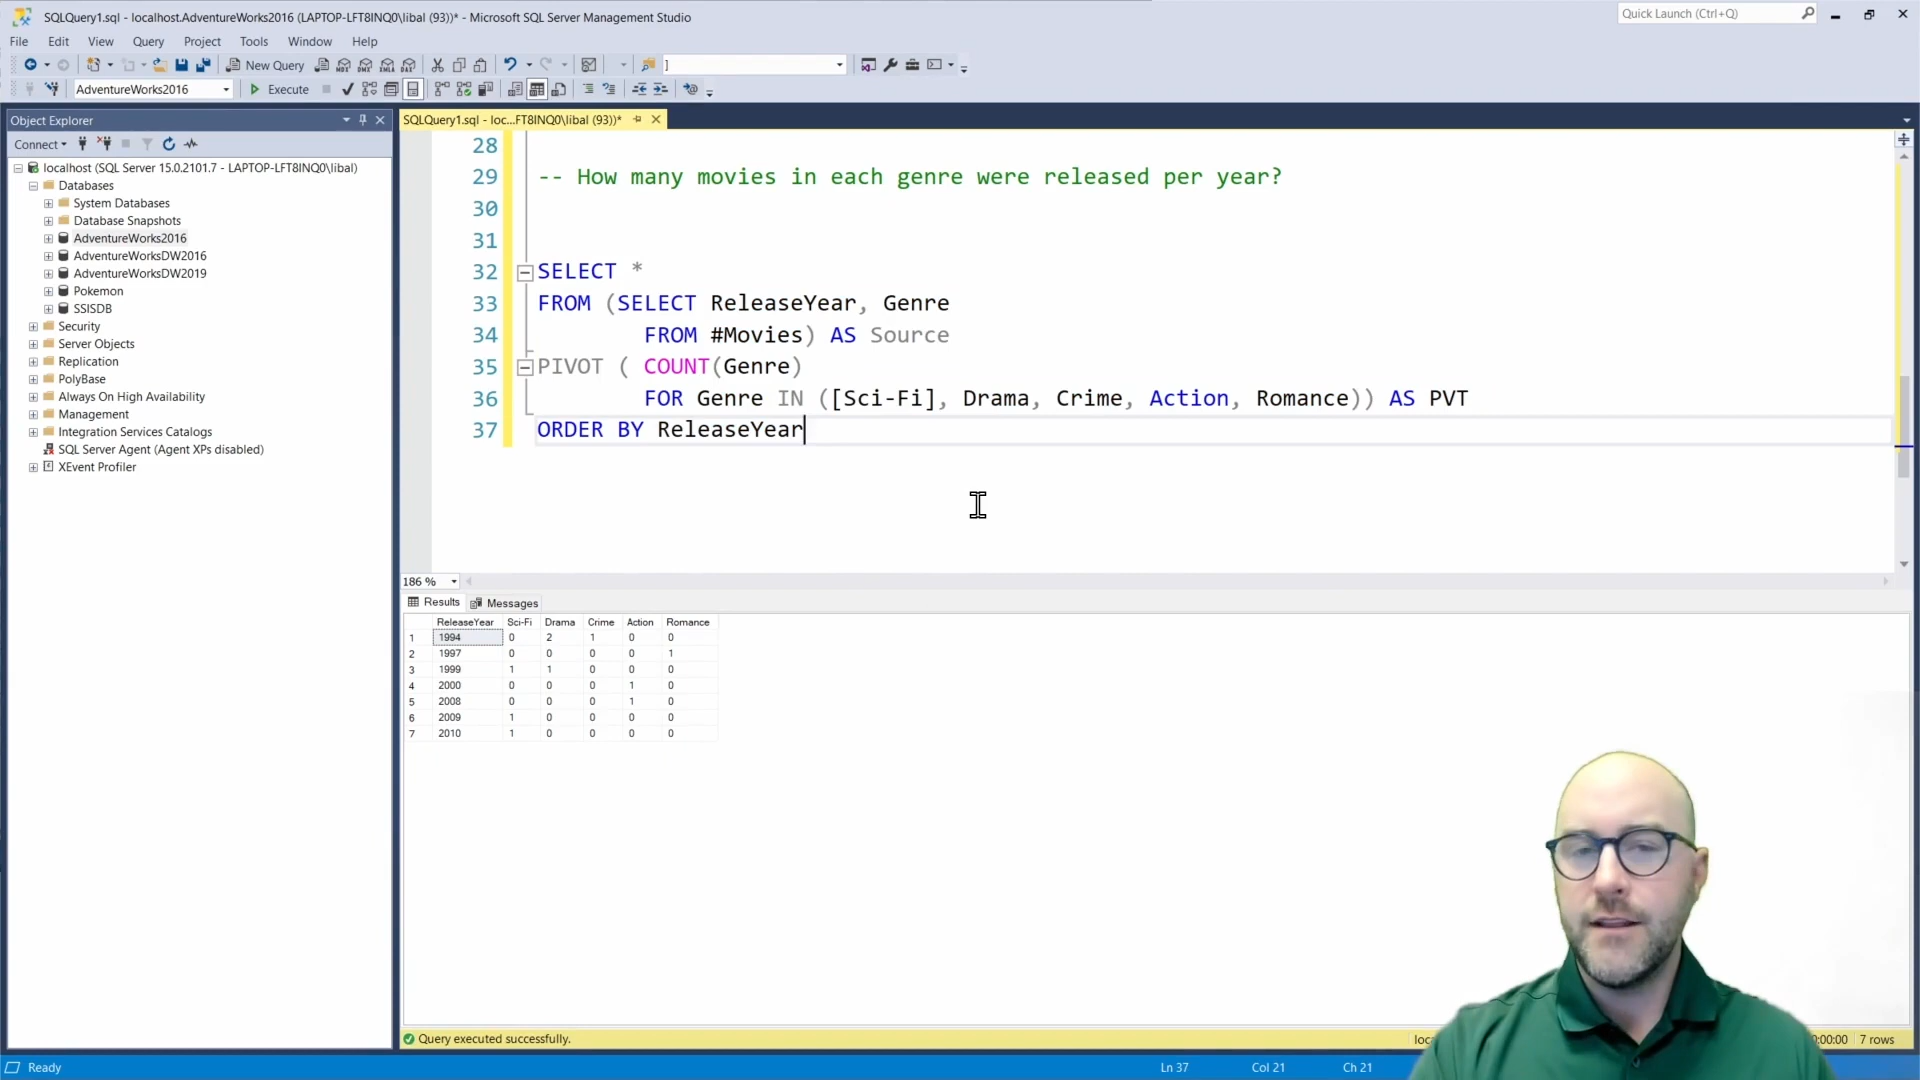 SQLQuery1.sql - localhost.AdventureWorks2016 (LAPTOP-LFT8INQ0\libal (93))* - Microsoft SQL Server Management Studio
Quick Launch (Ctrl+Q)
File Edit View Query Project Tools Window Help
New Query
]
AdventureWorks2016
Execute
Object Explorer
SQLQuery1.sql - loc...FT8INQ0\libal (93))*
Connect
localhost (SQL Server 15.0.2101.7 - LAPTOP-LFT8INQ0\libal)
Databases
System Databases
Database Snapshots
AdventureWorks2016
AdventureWorksDW2016
AdventureWorksDW2019
Pokemon
SSISDB
Security
Server Objects
Replication
PolyBase
Always On High Availability
Management
Integration Services Catalogs
SQL Server Agent (Agent XPs disabled)
XEvent Profiler
28
29 -- How many movies in each genre were released per year?
30
31
32 SELECT *
33 FROM (SELECT ReleaseYear, Genre
34 FROM #Movies) AS Source
35 PIVOT ( COUNT(Genre)
36 FOR Genre IN ([Sci-Fi], Drama, Crime, Action, Romance)) AS PVT
37 ORDER BY ReleaseYear
186 %
Results Messages
ReleaseYear Sci-Fi Drama Crime Action Romance
1 1994 0 2 1 0 0
2 1997 0 0 0 0 1
3 1999 1 1 0 0 0
4 2000 0 0 0 1 0
5 2008 0 0 0 1 0
6 2009 1 0 0 0 0
7 2010 1 0 0 0 0
Query executed successfully.
7 rows
Ready
Ln 37 Col 21 Ch 21